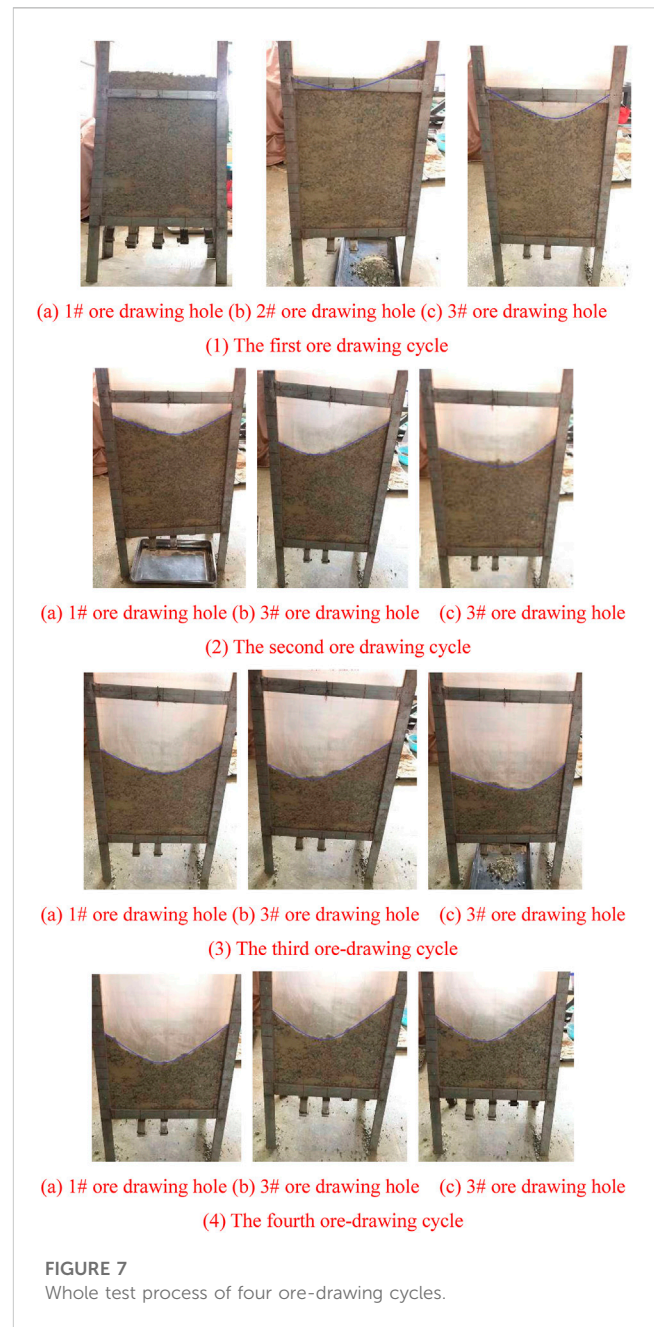 (a) 1# ore drawing hole (b) 2# ore drawing hole (c) 3# ore drawing hole
(1) The first ore drawing cycle
(a) 1# ore drawing hole (b) 3# ore drawing hole (c) 3# ore drawing hole
(2) The second ore drawing cycle
(a) 1# ore drawing hole (b) 3# ore drawing hole (c) 3# ore drawing hole
(3) The third ore-drawing cycle
(a) 1# ore drawing hole (b) 3# ore drawing hole (c) 3# ore drawing hole
(4) The fourth ore-drawing cycle
FIGURE 7
Whole test process of four ore-drawing cycles.